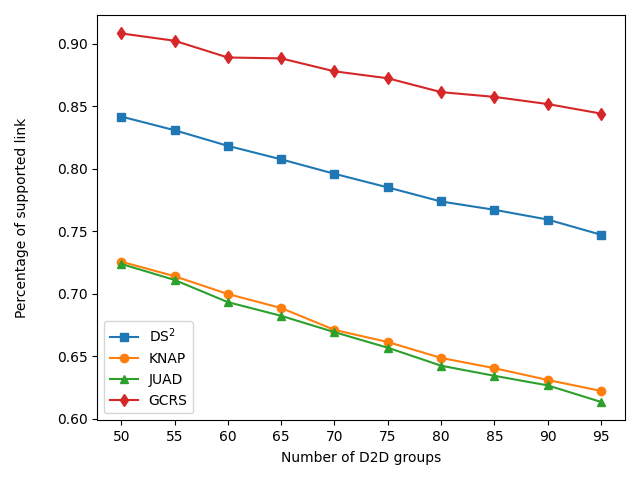 Percentage of supported link
0.90
0.85
0.80
0.75
0.70
0.65
0.60
DS²
KNAP
JUAD
GCRS
50 55 60 65 70 75 80 85 90 95
Number of D2D groups